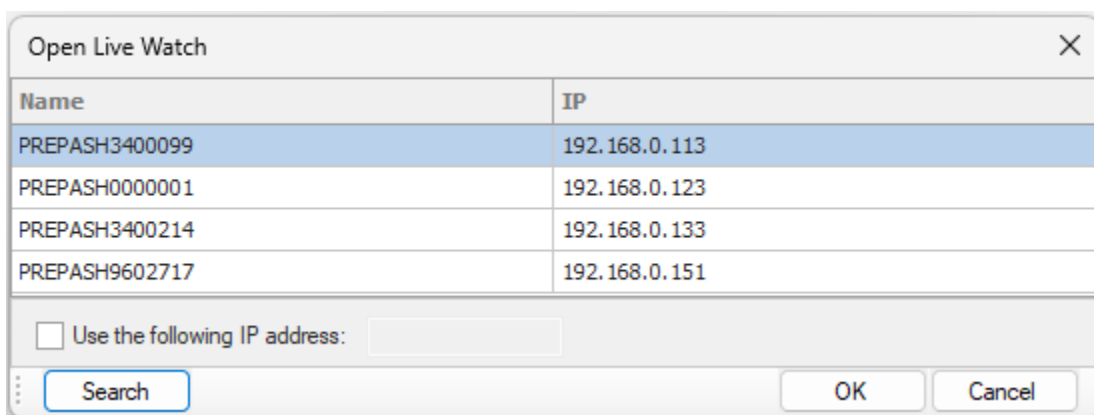 Open Live Watch
Name IP
PREPASH3400099 192.168.0.113
PREPASH0000001 192.168.0.123
PREPASH3400214 192.168.0.133
PREPASH9602717 192.168.0.151
Use the following IP address:
Search OK Cancel